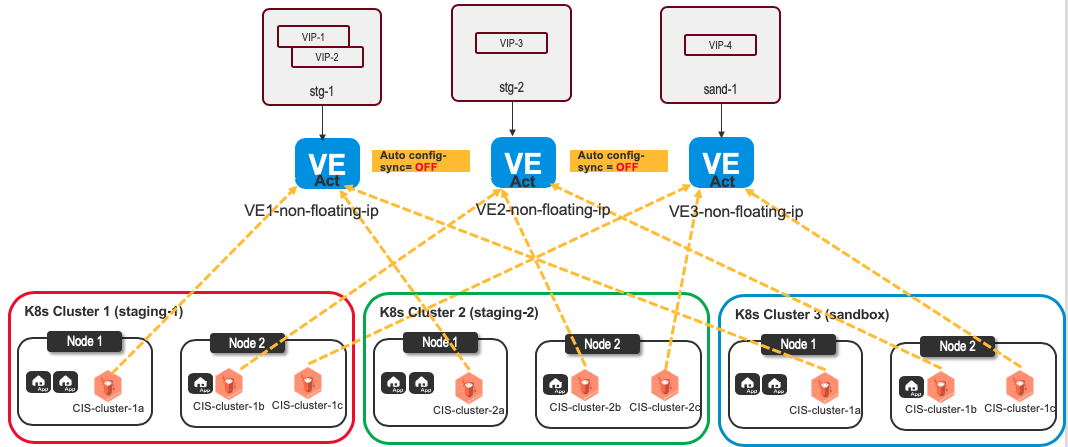 VIP-1
VIP-2
stg-1
VIP-3
stg-2
VIP-4
sand-1
VE
Act
Auto config-
sync= OFF
VE
Act
Auto config-
sync = OFF
VE
Act
VE1-non-floating-ip
VE2-non-floating-ip
VE3-non-floating-ip
K8s Cluster 1 (staging-1)
Node 1
App
App
CIS-cluster-1a
Node 2
App
CIS-cluster-1b
CIS-cluster-1c
K8s Cluster 2 (staging-2)
Node 1
App
App
CIS-cluster-2a
Node 2
App
CIS-cluster-2b
CIS-cluster-2c
K8s Cluster 3 (sandbox)
Node 1
App
App
CIS-cluster-1a
Node 2
App
CIS-cluster-1b
CIS-cluster-1c